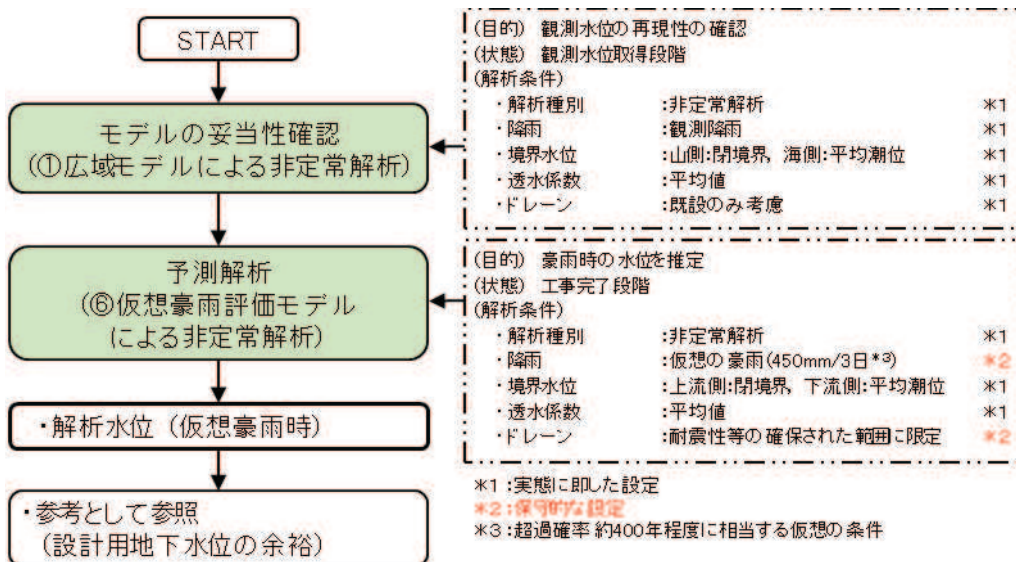 START
モデルの妥当性確認
(①広域モデルによる非定常解析)
予測解析
(⑥仮想豪雨評価モデル
による非定常解析)
・解析水位（仮想豪雨時）
・参考として参照
(設計用地下水位の余裕)
(目的) 観測水位の再現性の確認
(状態) 観測水位取得段階
(解析条件)
・解析種別 :非定常解析 *1
・降雨 :観測降雨 *1
・境界水位 :山側:閉境界, 海側:平均潮位 *1
・透水係数 :平均値 *1
・ドレーン :既設のみ考慮 *1
(目的) 豪雨時の水位を推定
(状態) 工事完了段階
(解析条件)
・解析種別 :非定常解析 *1
・降雨 :仮想の豪雨(450mm/3日*3) *2
・境界水位 :上流側:閉境界, 下流側:平均潮位 *1
・透水係数 :平均値 *1
・ドレーン :耐震性等の確保された範囲に限定 *2
*1:実態に即した設定
*2:保守的な設定
*3:超過確率 約400年程度に相当する仮想の条件